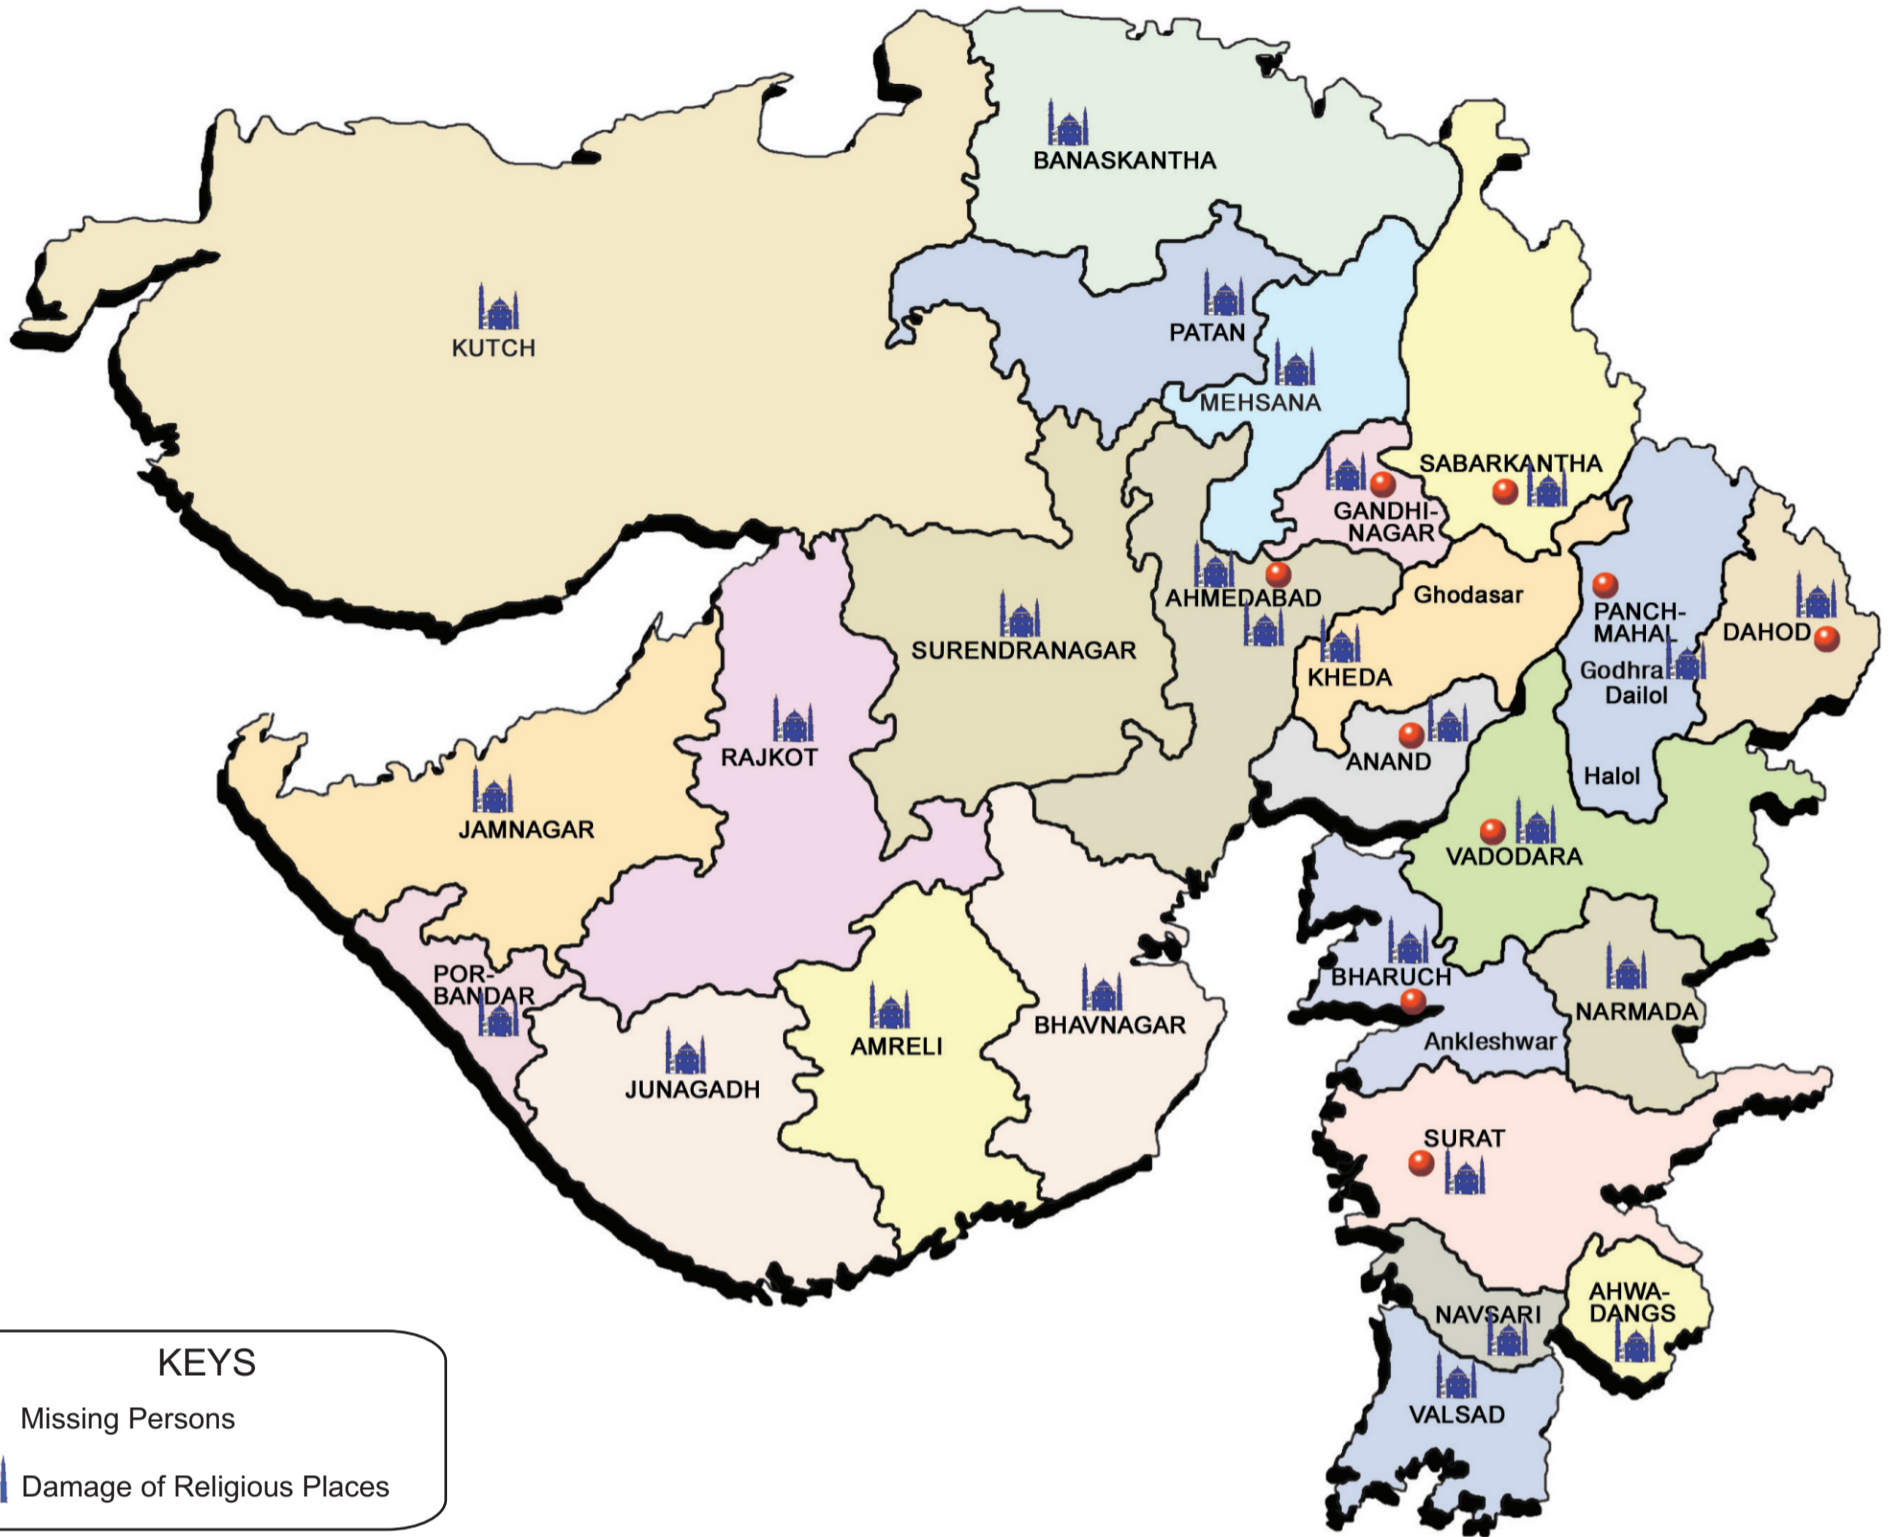 BANASKANTHA
KUTCH
PATAN
MEHSANA
SABARKANTHA
GANDHI-
NAGAR
AHMEDABAD
Ghodasar
PANCH-
MAHAL
DAHOD
SURENDRANAGAR
KHEDA
Godhra
Dailol
RAJKOT
ANAND
Halol
JAMNAGAR
VADODARA
POR-
BANDAR
BHARUCH
NARMADA
BHAVNAGAR
AMRELI
Ankleshwar
JUNAGADH
SURAT
AHWA-
DANGS
NAVSARI
VALSAD
KEYS
Missing Persons
Damage of Religious Places